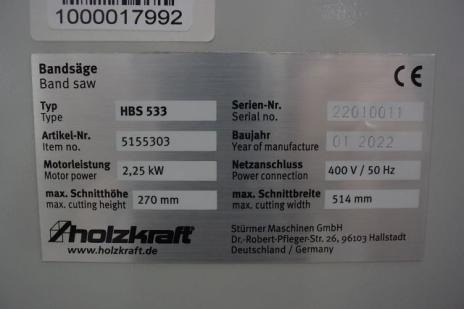 1000017992
Bandsäge
Band saw
Typ
Type
HBS 533
Serien-Nr.
Serial no.
22010011
Artikel-Nr.
Item no.
5155303
Baujahr
Year of manufacture
01 2022
Motorleistung
Motor power
2,25 kW
Netzanschluss
Power connection
400 V / 50 Hz
max. Schnitthöhe
max. cutting height
270 mm
max. Schnittbreite
max. cutting width
514 mm
holzkraft®
www.holzkraft.de
Stürmer Maschinen GmbH
Dr.-Robert-Pfleger-Str. 26, 96103 Hallstadt
Deutschland / Germany
CE